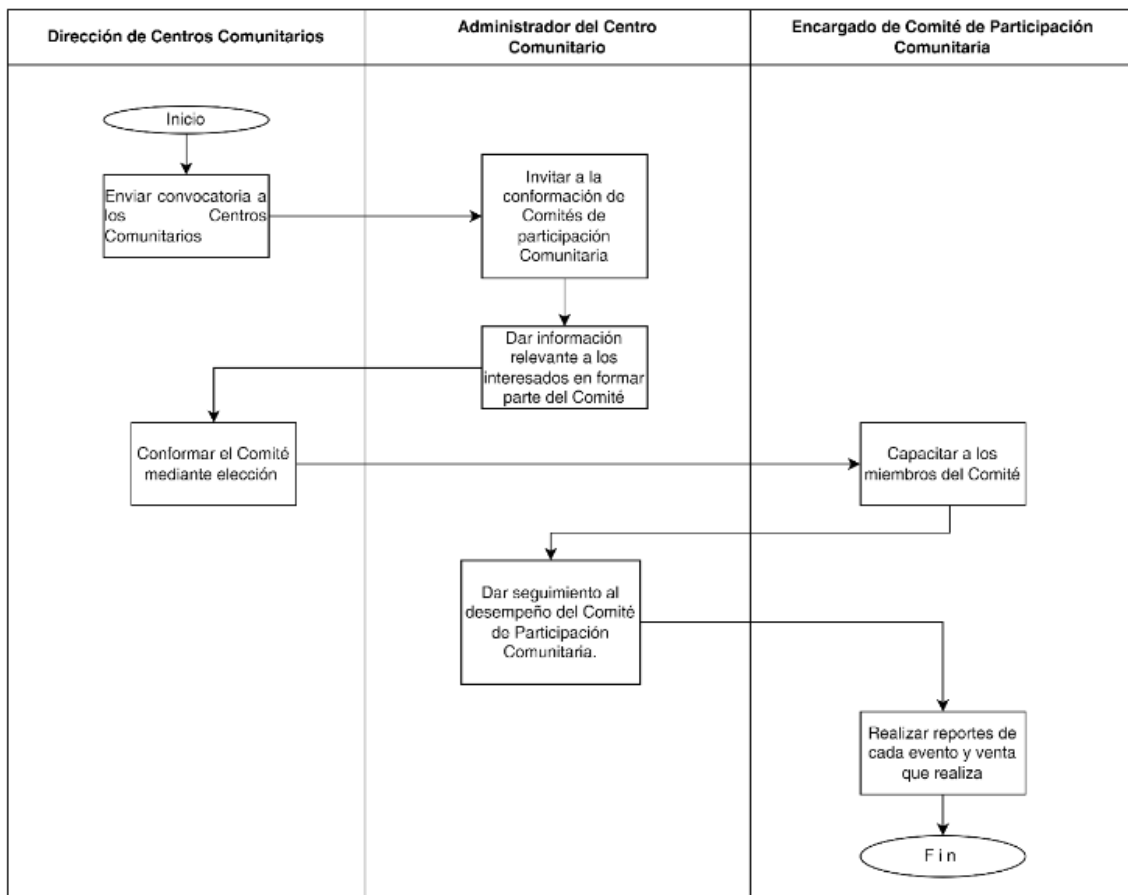 Dirección de Centros Comunitarios
Administrador del Centro
Comunitario
Encargado de Comité de Participación
Comunitaria
Inicio
Enviar convocatoria a
los Centros
Comunitarios
Invitar a la
conformación de
Comités de
participación
Comunitaria
Dar información
relevante a los
interesados en formar
parte del Comité
Conformar el Comité
mediante elección
Capacitar a los
miembros del Comité
Dar seguimiento al
desempeño del Comité
de Participación
Comunitaria.
Realizar reportes de
cada evento y venta
que realiza
Fin